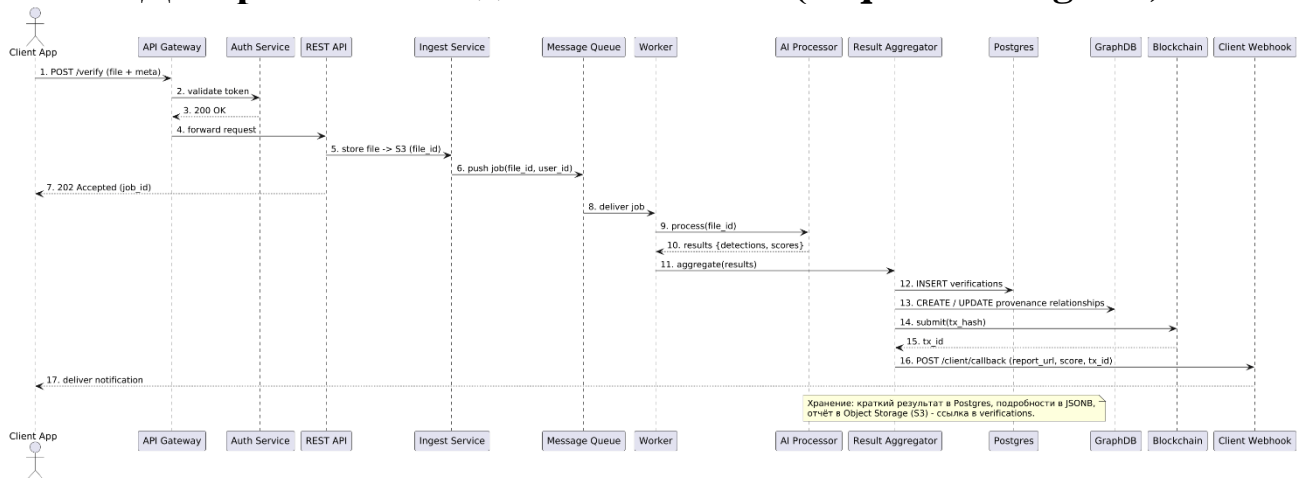 Client App
API Gateway
Auth Service
REST API
Ingest Service
Message Queue
Worker
AI Processor
Result Aggregator
Postgres
GraphDB
Blockchain
Client Webhook
1. POST /verify (file + meta)
2. validate token
3. 200 OK
4. forward request
5. store file -> S3 (file_id)
6. push job(file_id, user_id)
7. 202 Accepted (job_id)
8. deliver job
9. process(file_id)
10. results {detections, scores}
11. aggregate(results)
12. INSERT verifications
13. CREATE / UPDATE provenance relationships
14. submit(tx_hash)
15. tx_id
16. POST /client/callback (report_url, score, tx_id)
17. deliver notification
Хранение: краткий результат в Postgres, подробности в JSONB,
отчёт в Object Storage (S3) - ссылка в verifications.
Client App
API Gateway
Auth Service
REST API
Ingest Service
Message Queue
Worker
AI Processor
Result Aggregator
Postgres
GraphDB
Blockchain
Client Webhook